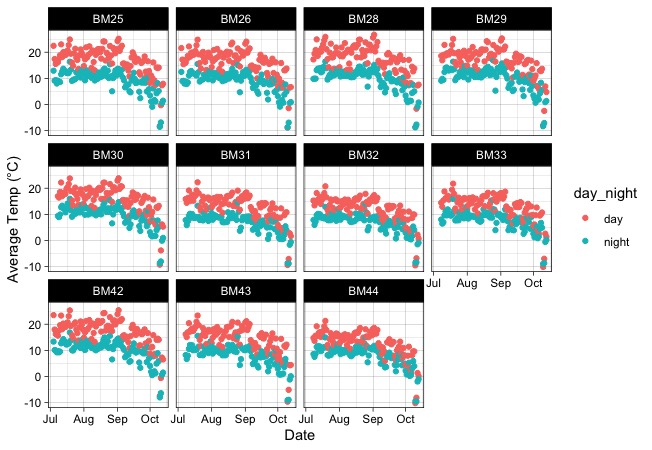 BM25 BM26 BM28 BM29
20
10
0
-10
BM30 BM31 BM32 BM33
20
10
0
-10
Jul Aug Sep Oct
BM42 BM43 BM44
20
10
0
-10
Jul Aug Sep Oct Jul Aug Sep Oct Jul Aug Sep Oct
Date
Average Temp (°C)
day_night
day
night